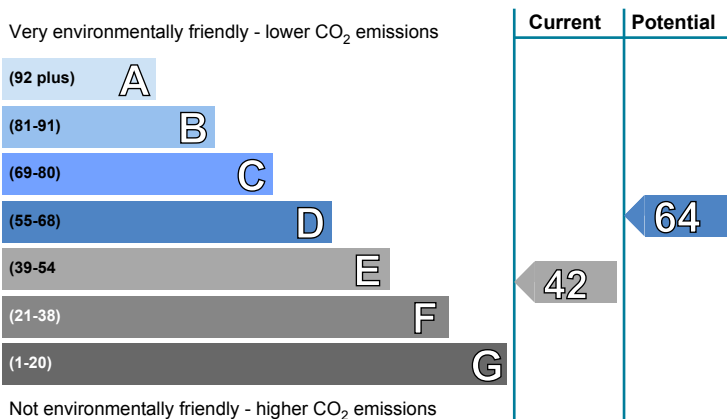 Current Potential
Very environmentally friendly - lower CO2 emissions
(92 plus) A
(81-91) B
(69-80) C
(55-68) D
64
(39-54 E
42
(21-38) F
(1-20) G
Not environmentally friendly - higher CO2 emissions